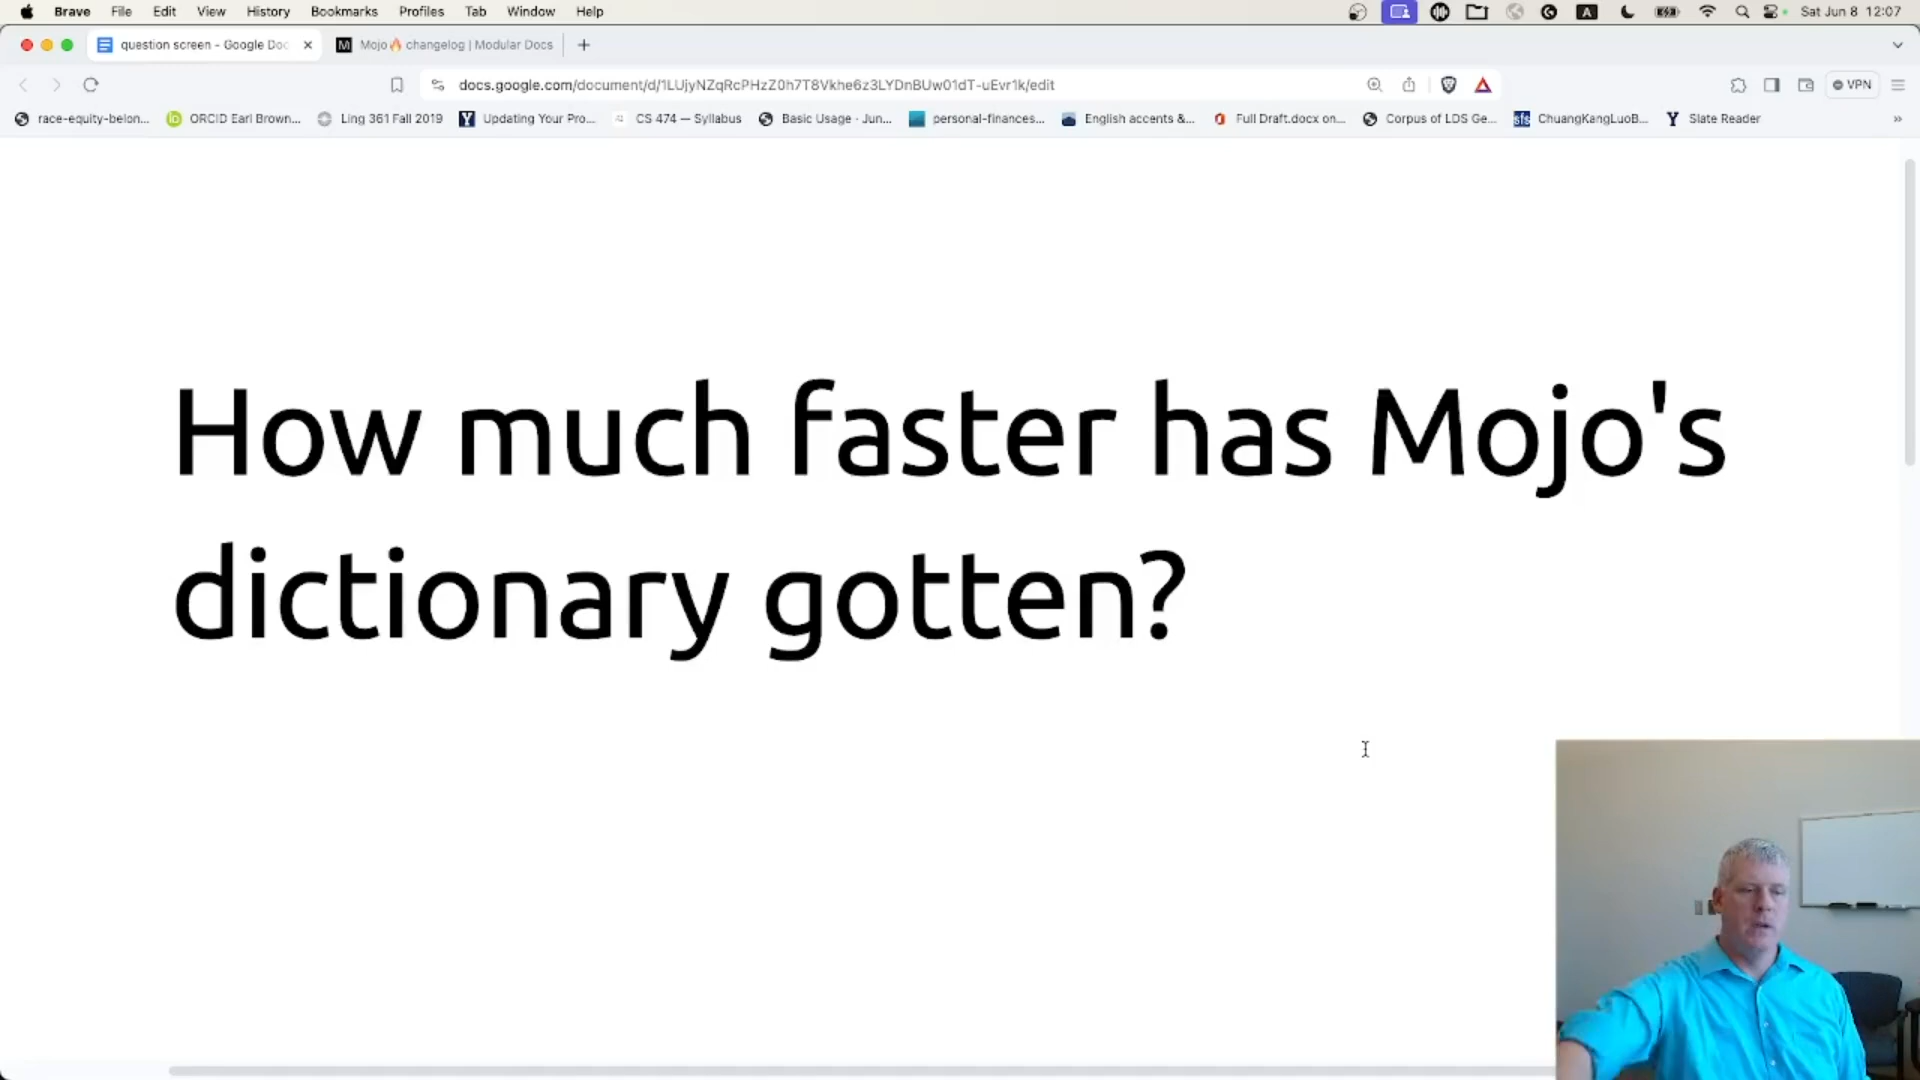 Brave File Edit View History Bookmarks Profiles Tab Window Help A Sat Jun 8 12:07
question screen - Google Doc M Mojo🔥 changelog | Modular Docs
docs.google.com/document/d/1LUjyNZqRcPHzZ0h7T8Vkhe6z3LYDnBUw01dT-uEvr1k/edit VPN
race-equity-belon... ORCID Earl Brown... Ling 361 Fall 2019 Updating Your Pro... CS 474 — Syllabus Basic Usage · Jun... personal-finances... English accents &... Full Draft.docx on... Corpus of LDS Ge... sfs ChuangKangLuoB... Slate Reader »
How much faster has Mojo's
dictionary gotten?